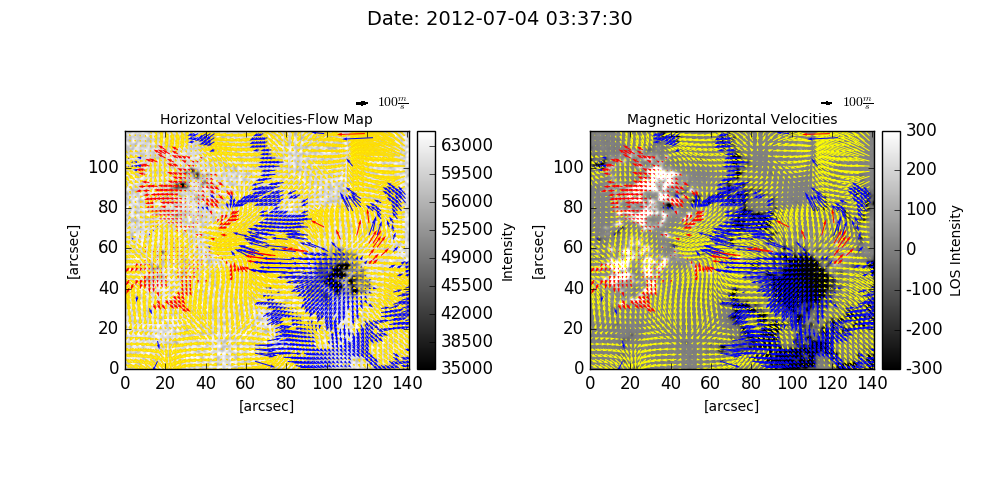 Date: 2012-07-04 03:37:30
100 m/s
Horizontal Velocities-Flow Map
[arcsec]
100
80
60
40
20
0
0 20 40 60 80 100 120 140
[arcsec]
63000
59500
56000
52500
49000
45500
42000
38500
35000
Intensity
100 m/s
Magnetic Horizontal Velocities
[arcsec]
100
80
60
40
20
0
0 20 40 60 80 100 120 140
[arcsec]
300
200
100
0
-100
-200
-300
LOS Intensity